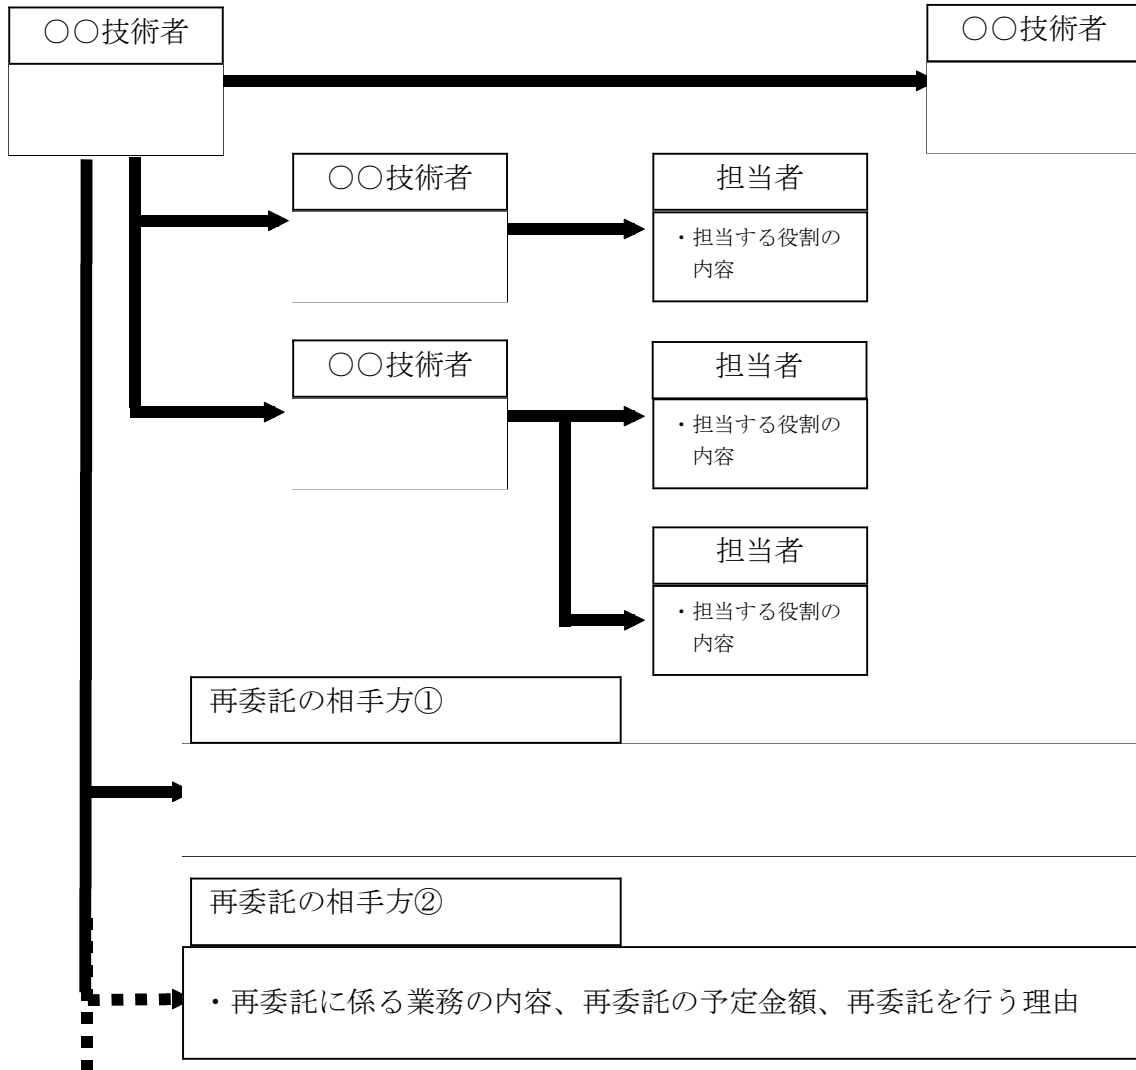 ○○技術者
○○技術者
○○技術者
担当者
・担当する役割の
内容
○○技術者
担当者
・担当する役割の
内容
担当者
・担当する役割の
内容
再委託の相手方①
再委託の相手方②
・再委託に係る業務の内容、再委託の予定金額、再委託を行う理由